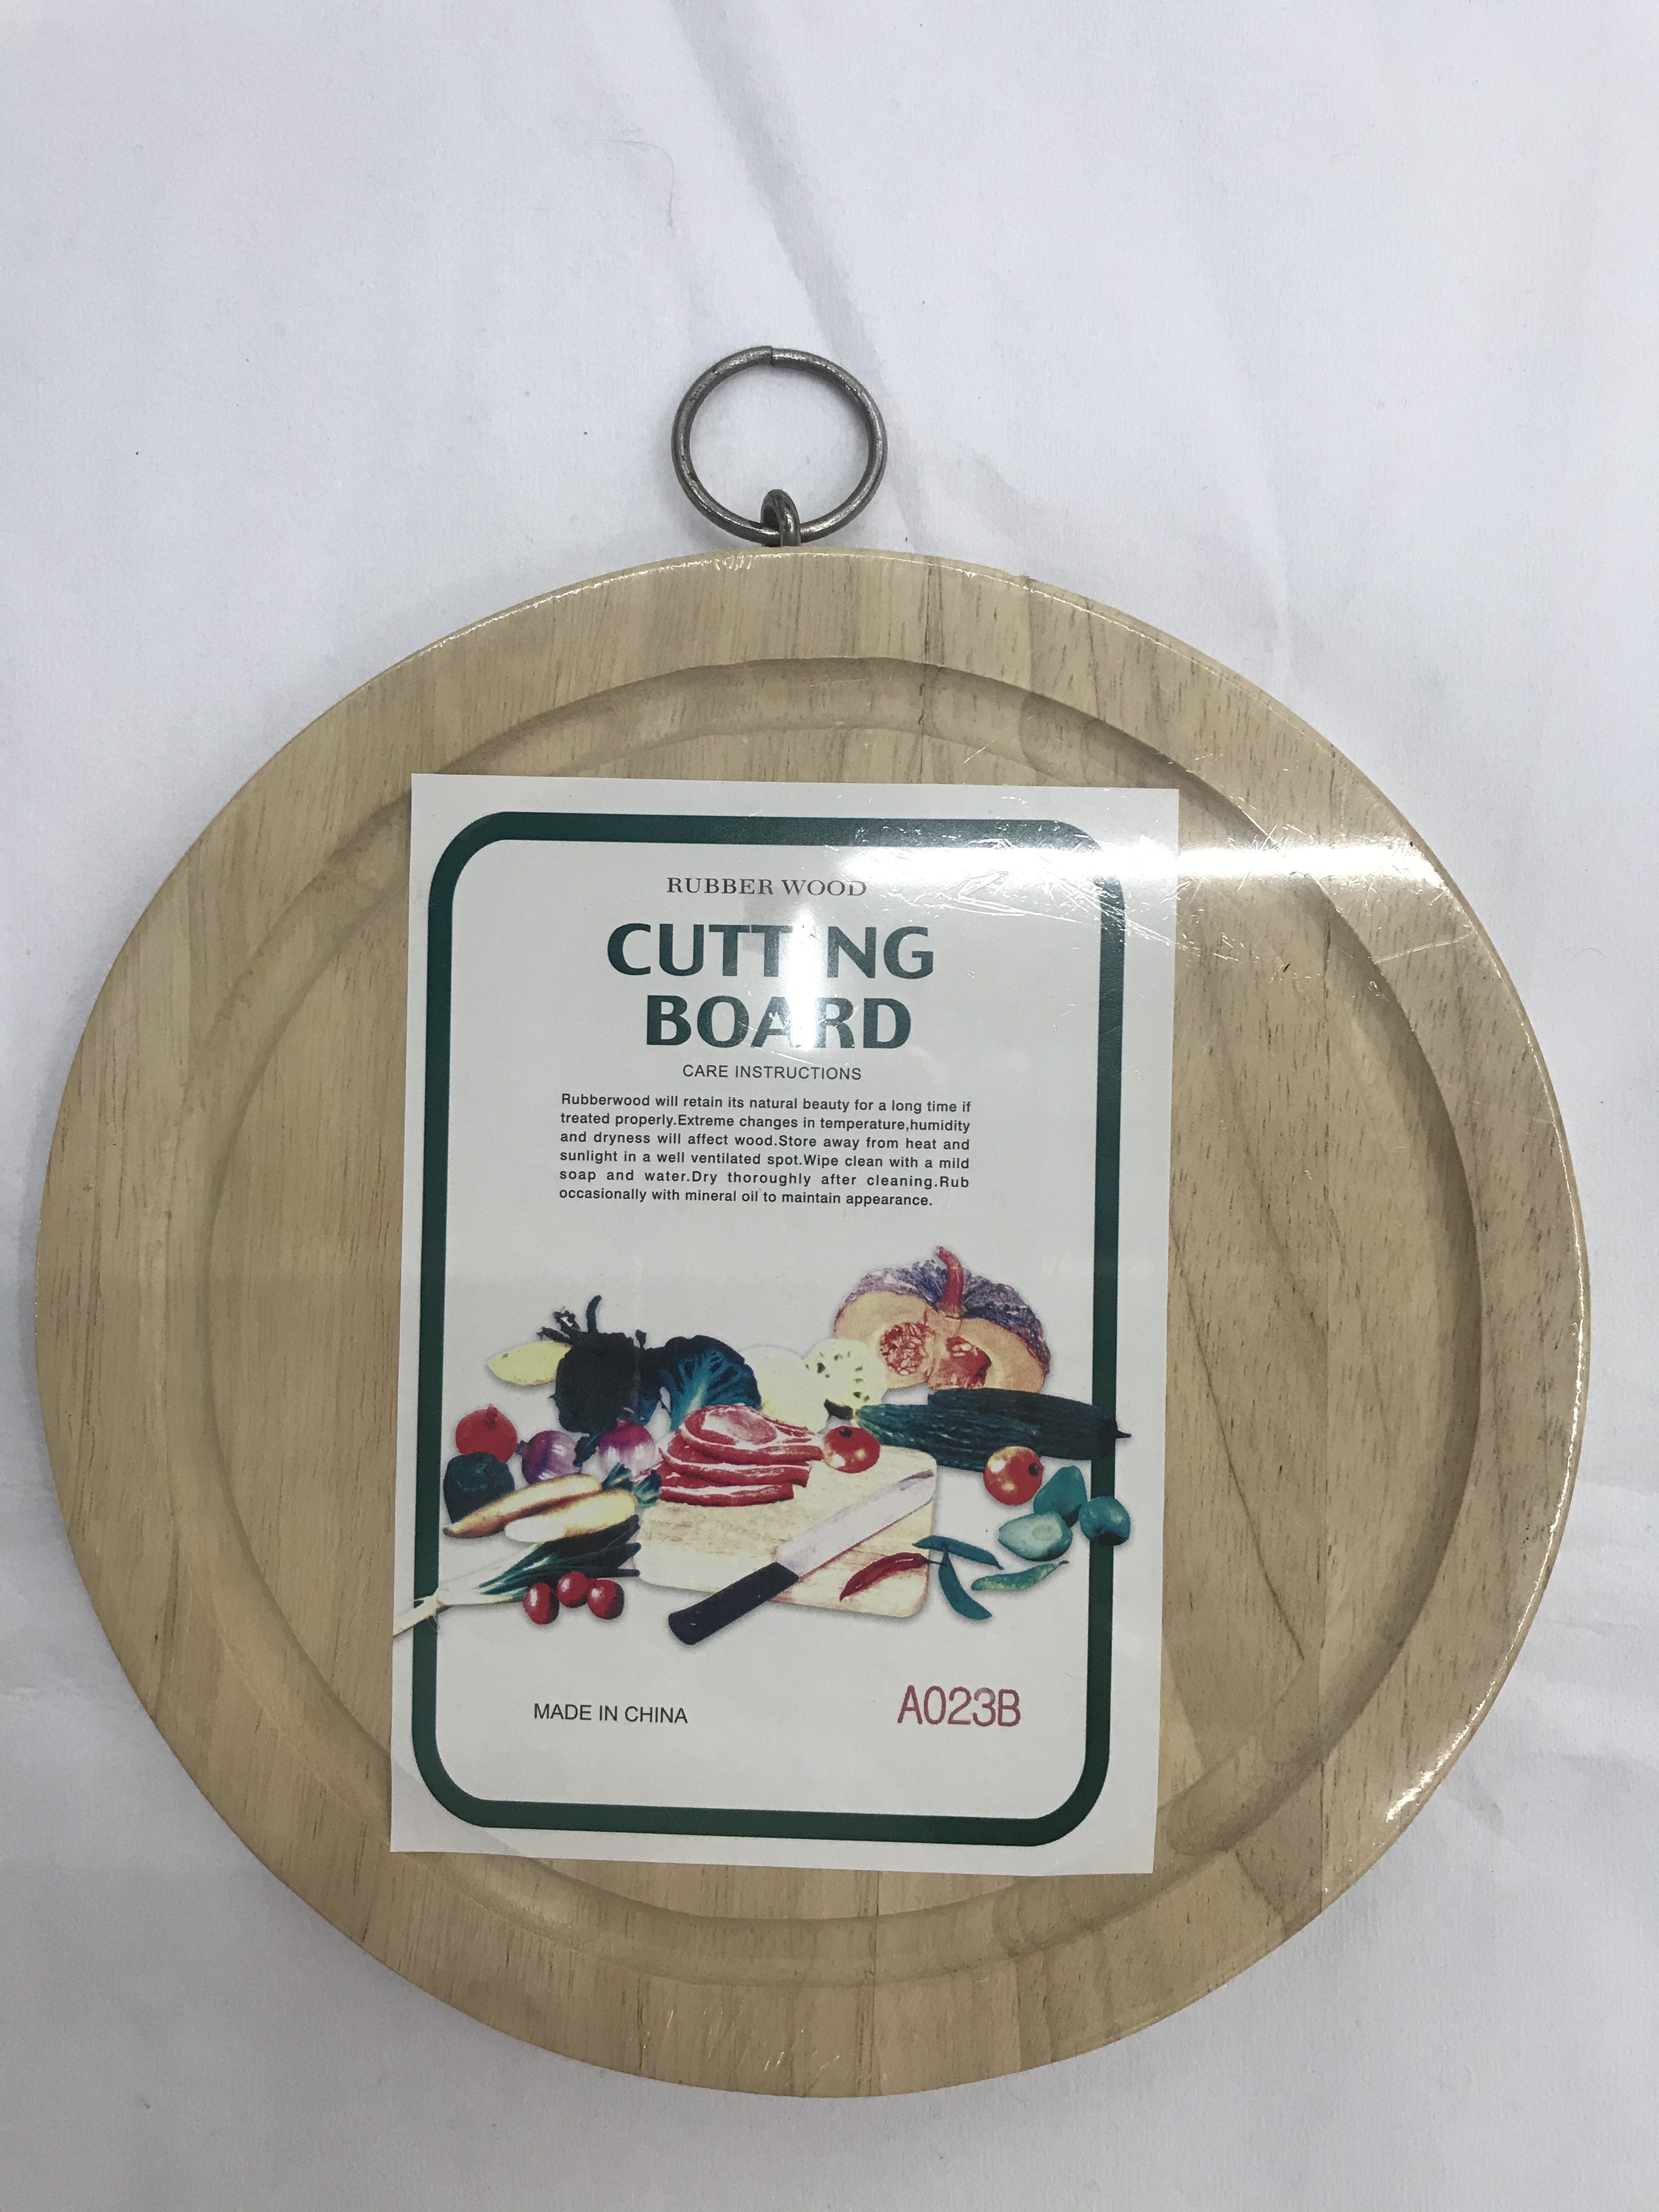 RUBBER WOOD
CUTTING
BOARD
CARE INSTRUCTIONS
Rubberwood will retain its natural beauty for a long time if
treated properly.Extreme changes in temperature,humidity
and dryness will affect wood.Store away from heat and
sunlight in a well ventilated spot.Wipe clean with a mild
soap and water.Dry thoroughly after cleaning.Rub
occasionally with mineral oil to maintain appearance.
MADE IN CHINA
A023B